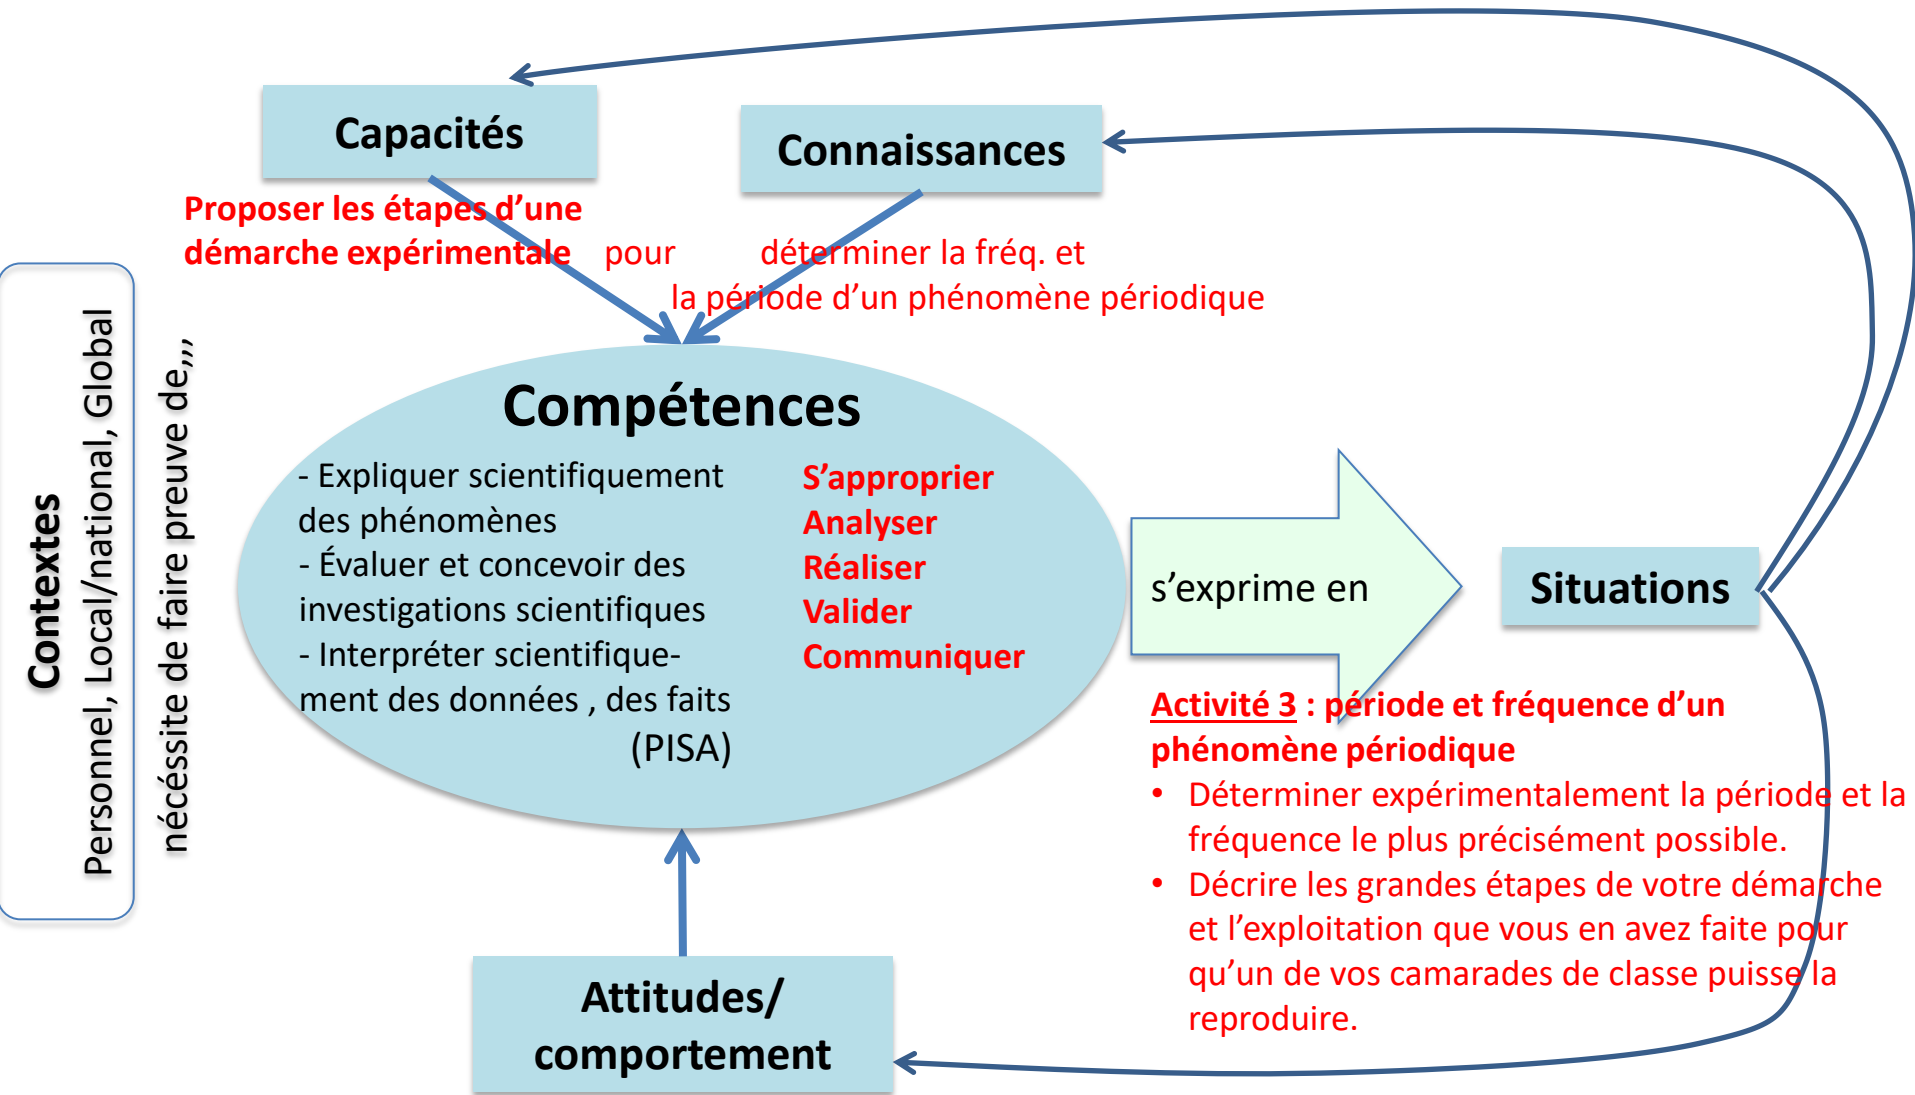 Capacités
Connaissances
Proposer les étapes d’une
démarche expérimentale pour déterminer la fréq. et
la période d’un phénomène périodique
Contextes
Personnel, Local/national, Global
nécéssite de faire preuve de,,,
Compétences
- Expliquer scientifiquement
des phénomènes
- Évaluer et concevoir des
investigations scientifiques
- Interpréter scientifique-
ment des données , des faits
(PISA)
S’approprier
Analyser
Réaliser
Valider
Communiquer
s’exprime en
Situations
Activité 3 : période et fréquence d’un
phénomène périodique
• Déterminer expérimentalement la période et la
fréquence le plus précisément possible.
• Décrire les grandes étapes de votre démarche
et l’exploitation que vous en avez faite pour
qu’un de vos camarades de classe puisse la
reproduire.
Attitudes/
comportement